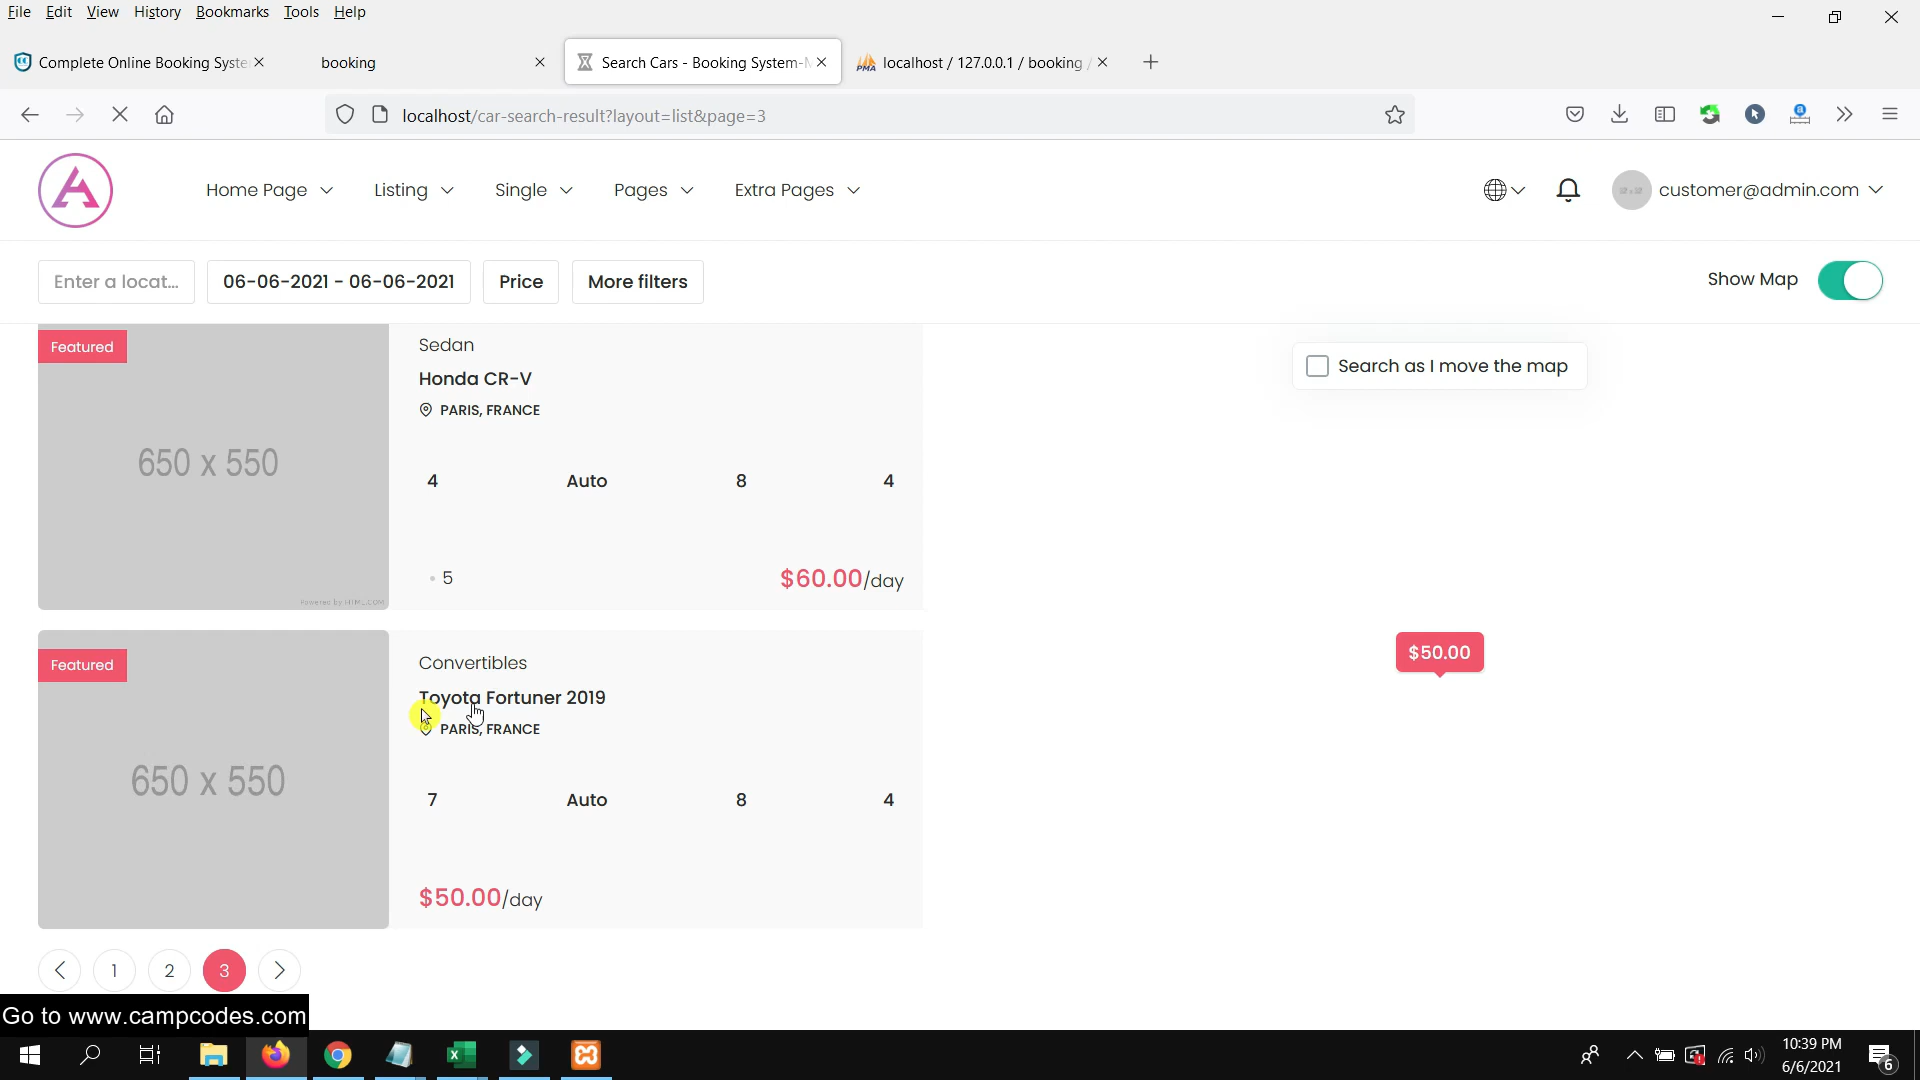 File Edit View History Bookmarks Tools Help
Complete Online Booking Syste
booking
Search Cars - Booking System-
localhost / 127.0.0.1 / booking
localhost/car-search-result?layout=list&page=3
Home Page
Listing
Single
Pages
Extra Pages
customer@admin.com
Enter a locat...
06-06-2021 - 06-06-2021
Price
More filters
Show Map
Featured
Sedan
Honda CR-V
PARIS, FRANCE
650 x 550
4 Auto 8 4
5
$60.00/day
Powered by HTML.COM
Search as I move the map
$50.00
Featured
Convertibles
Toyota Fortuner 2019
PARIS, FRANCE
650 x 550
7 Auto 8 4
$50.00/day
1 2 3
Go to www.campcodes.com
10:39 PM
6/6/2021
6